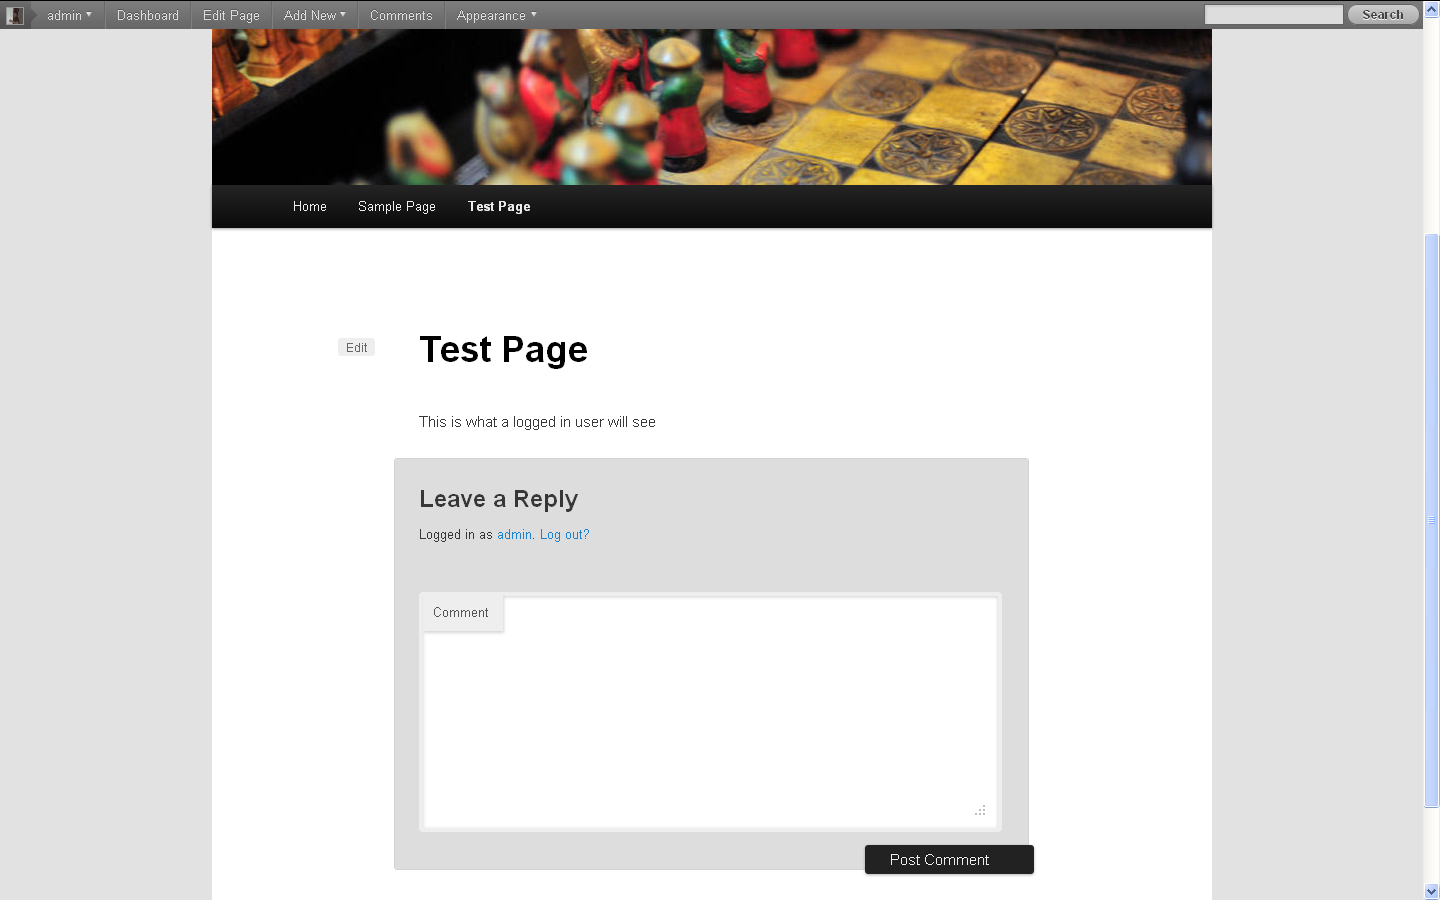 admin Dashboard Edit Page Add New Comments Appearance Search
Home Sample Page Test Page
Edit Test Page
This is what a logged in user will see
Leave a Reply
Logged in as admin. Log out?
Comment
Post Comment